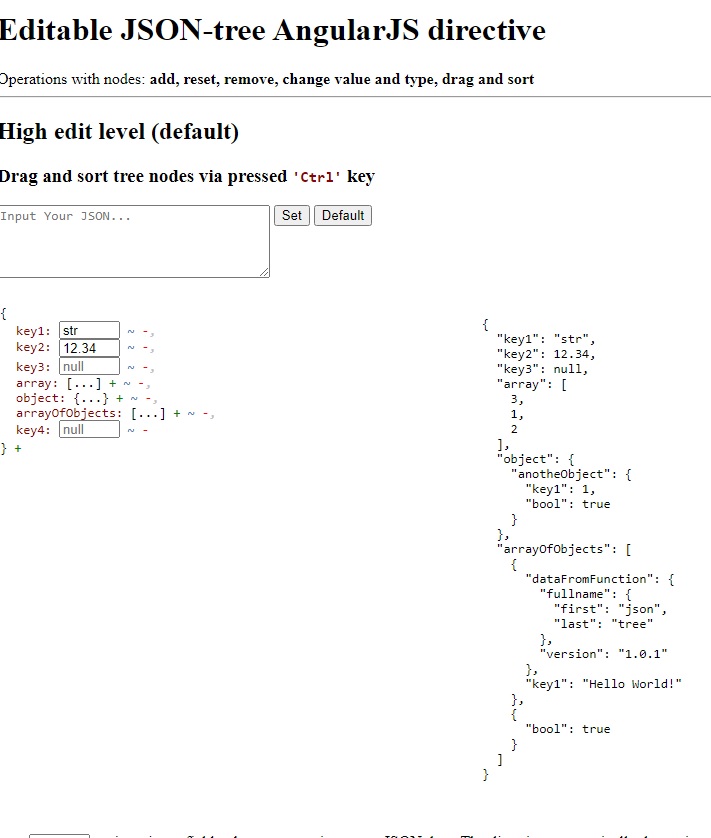 Editable JSON-tree AngularJS directive
Operations with nodes: add, reset, remove, change value and type, drag and sort
High edit level (default)
Drag and sort tree nodes via pressed 'Ctrl' key
Input Your JSON...
Set Default
{
key1: str ~ -,
key2: 12.34 ~ -,
key3: null ~ -,
array: [...] + ~ -,
object: {...} + ~ -,
arrayOfObjects: [...] + ~ -,
key4: null ~ -
} +
{
"key1": "str",
"key2": 12.34,
"key3": null,
"array": [
3,
1,
2
],
"object": {
"anotheObject": {
"key1": 1,
"bool": true
}
},
"arrayOfObjects": [
{
"dataFromFunction": {
"fullname": {
"first": "json",
"last": "tree"
},
"version": "1.0.1"
},
"key1": "Hello World!"
},
{
"bool": true
}
]
}